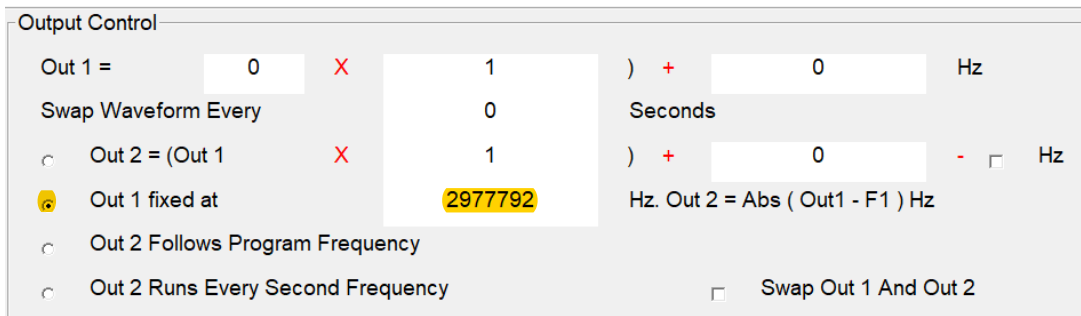 Output Control
Out 1 = 0 X 1 ) + 0 Hz
Swap Waveform Every 0 Seconds
Out 2 = (Out 1 X 1 ) + 0 - Hz
Out 1 fixed at 2977792 Hz. Out 2 = Abs ( Out1 - F1 ) Hz
Out 2 Follows Program Frequency
Out 2 Runs Every Second Frequency Swap Out 1 And Out 2